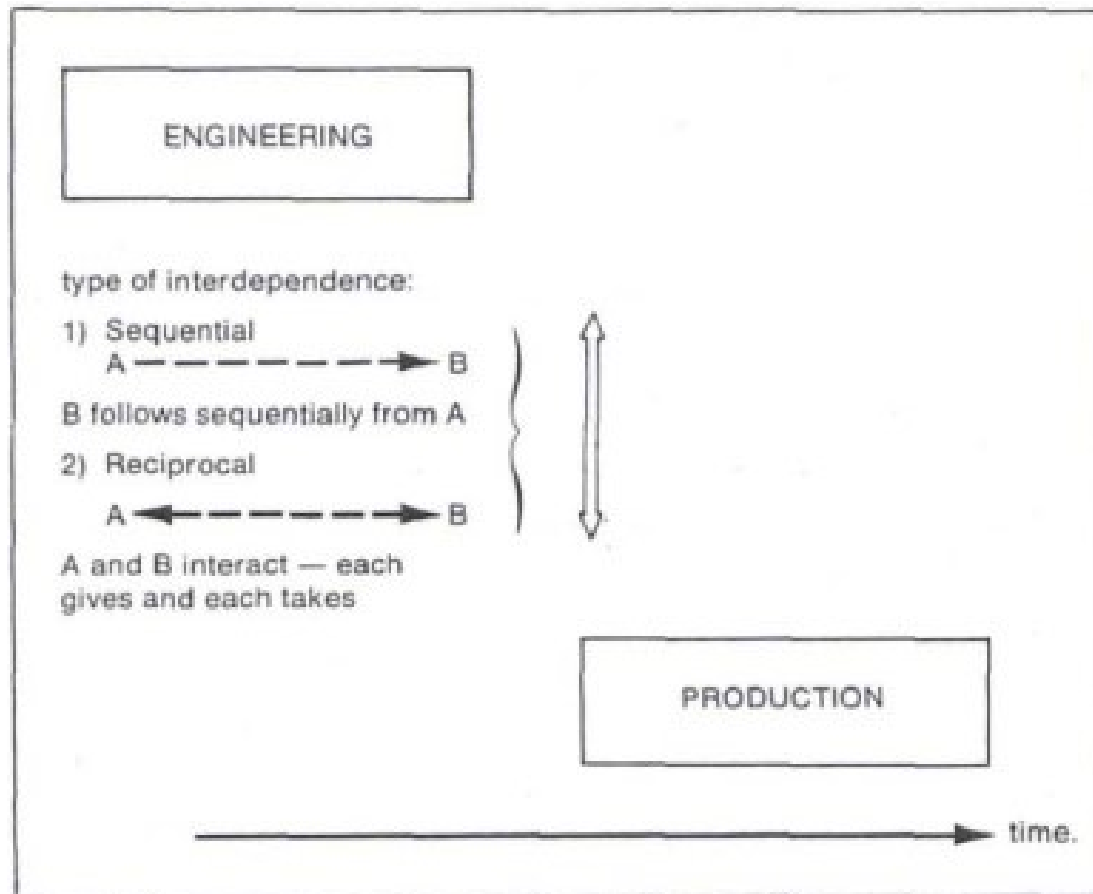 ENGINEERING
type of interdependence:
1) Sequential
A B
B follows sequentially from A
2) Reciprocal
A B
A and B interact — each
gives and each takes
PRODUCTION
time.